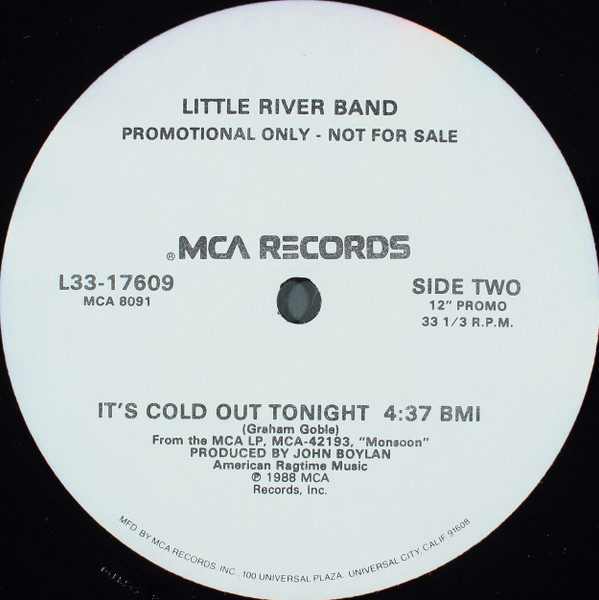 LITTLE RIVER BAND
PROMOTIONAL ONLY - NOT FOR SALE
® MCA RECORDS
L33-17609
MCA 8091
SIDE TWO
12" PROMO
33 1/3 R.P.M.
IT'S COLD OUT TONIGHT 4:37 BMI
(Graham Goble)
From the MCA LP, MCA-42193, "Monsoon"
PRODUCED BY JOHN BOYLAN
American Ragtime Music
℗ 1988 MCA
Records, Inc.
MFD. BY MCA RECORDS, INC., 100 UNIVERSAL PLAZA, UNIVERSAL CITY, CALIF. 91608